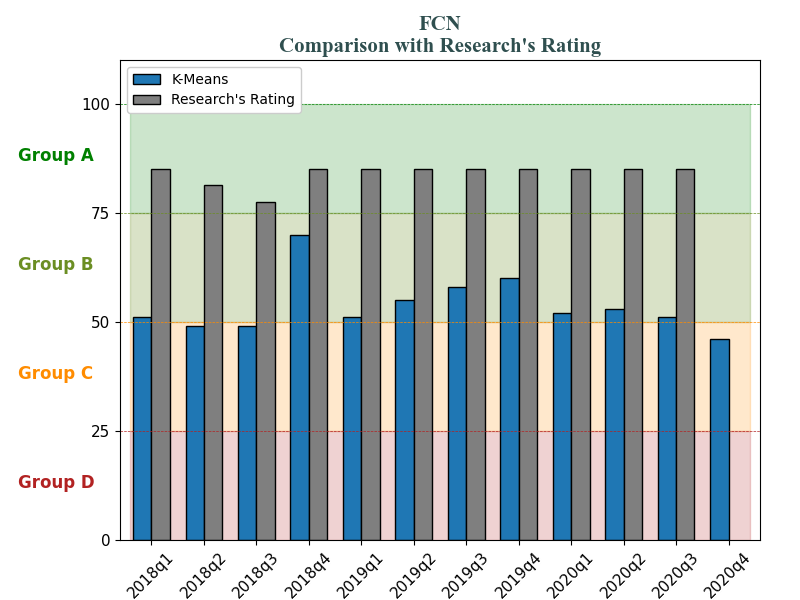 FCN
Comparison with Research's Rating
K-Means
Research's Rating
100
Group A
75
Group B
50
Group C
25
Group D
0
2018q1
2018q2
2018q3
2018q4
2019q1
2019q2
2019q3
2019q4
2020q1
2020q2
2020q3
2020q4